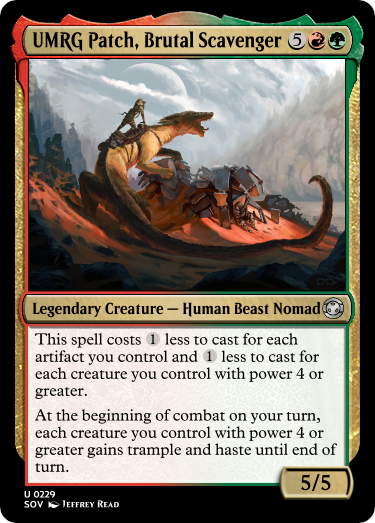 UMRG Patch, Brutal Scavenger 5
Legendary Creature — Human Beast Nomad
This spell costs 1 less to cast for each
artifact you control and 1 less to cast for
each creature you control with power 4 or
greater.
At the beginning of combat on your turn,
each creature you control with power 4 or
greater gains trample and haste until end of
turn.
5/5
U 0229
SOV Jeffrey Read